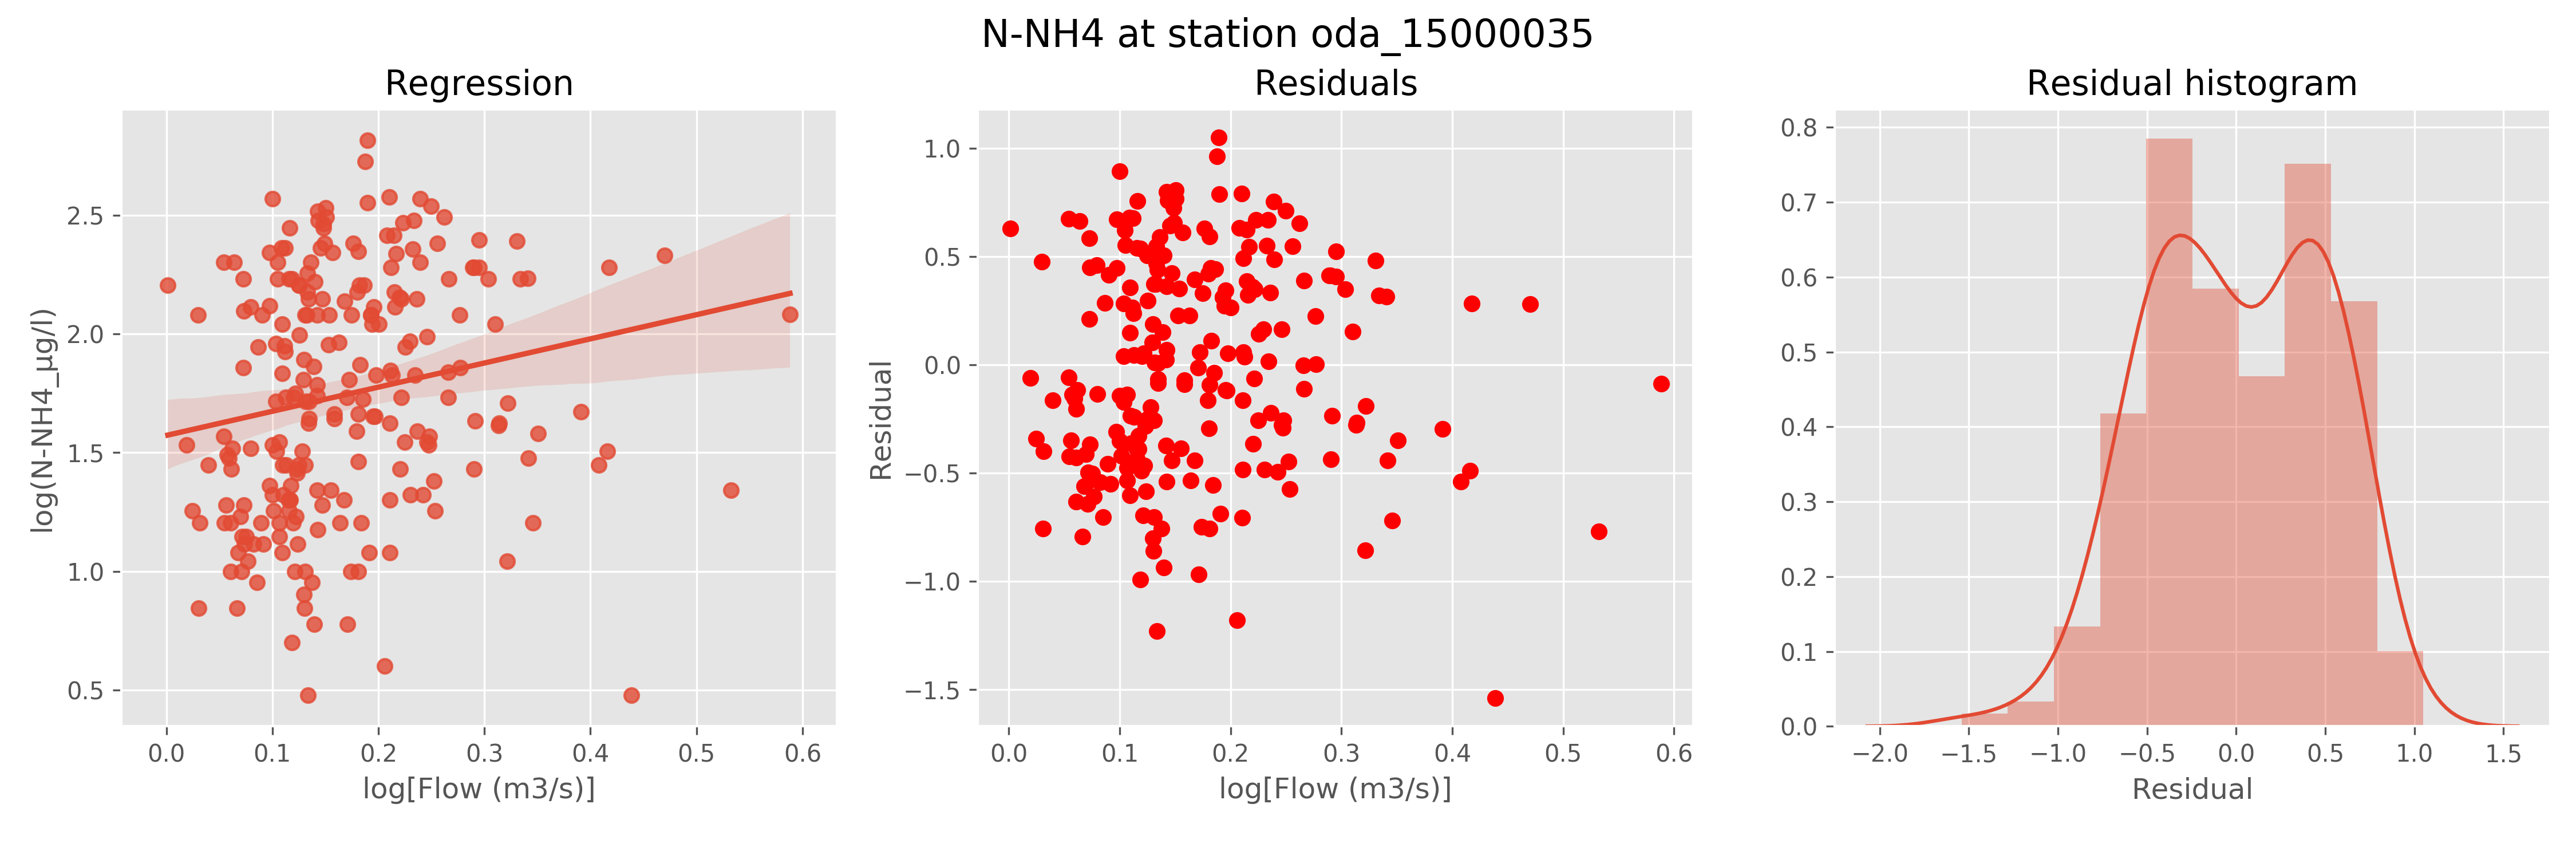 N-NH4 at station oda_15000035
Regression
2.5
2.0
1.5
1.0
0.5
log(N-NH4_µg/l)
0.0 0.1 0.2 0.3 0.4 0.5 0.6
log[Flow (m3/s)]
Residuals
1.0
0.5
0.0
−0.5
−1.0
−1.5
Residual
0.0 0.1 0.2 0.3 0.4 0.5 0.6
log[Flow (m3/s)]
Residual histogram
0.8
0.7
0.6
0.5
0.4
0.3
0.2
0.1
0.0
−2.0 −1.5 −1.0 −0.5 0.0 0.5 1.0 1.5
Residual